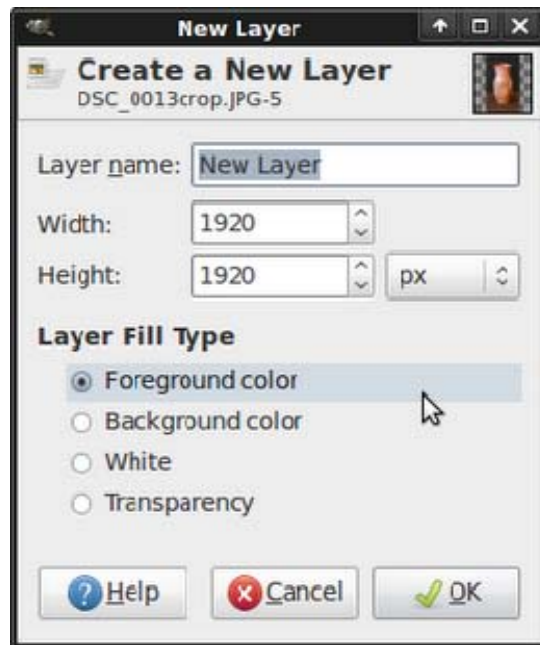 New Layer
Create a New Layer
DSC_0013crop.JPG-5
Layer name: New Layer
Width: 1920
Height: 1920 px
Layer Fill Type
Foreground color
Background color
White
Transparency
Help Cancel OK